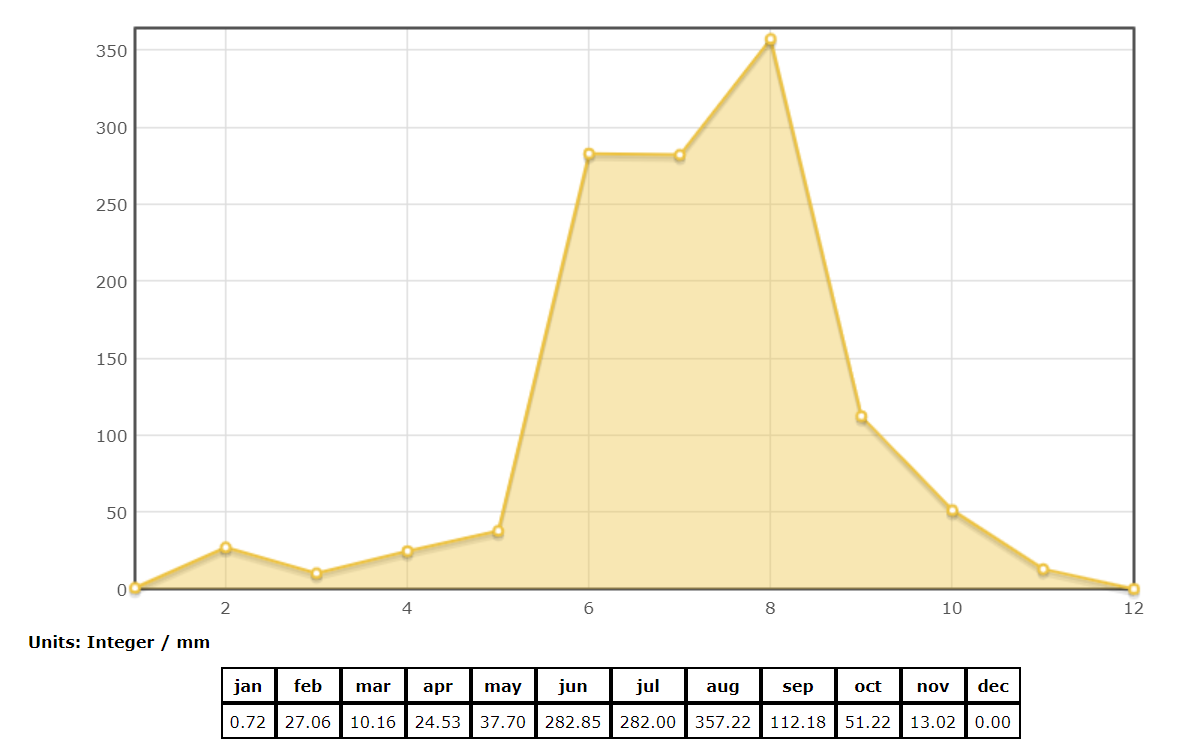 350
300
250
200
150
100
50
0
2 4 6 8 10 12
Units: Integer / mm
jan feb mar apr may jun jul aug sep oct nov dec
0.72 27.06 10.16 24.53 37.70 282.85 282.00 357.22 112.18 51.22 13.02 0.00